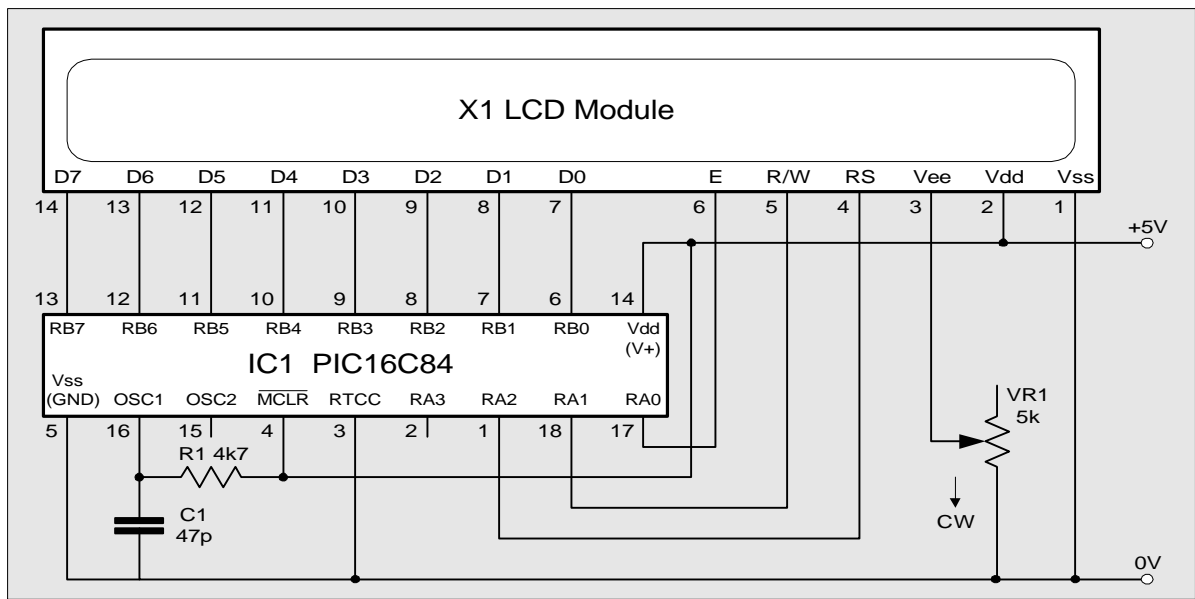 X1 LCD Module
D7 D6 D5 D4 D3 D2 D1 D0 E R/W RS Vee Vdd Vss
14 13 12 11 10 9 8 7 6 5 4 3 2 1
+5V
13 12 11 10 9 8 7 6 14
RB7 RB6 RB5 RB4 RB3 RB2 RB1 RB0 Vdd
(V+)
IC1 PIC16C84
Vss
(GND) OSC1 OSC2 MCLR RTCC RA3 RA2 RA1 RA0
5 16 15 4 3 2 1 18 17
VR1
5k
R1 4k7
C1
47p
CW
0V